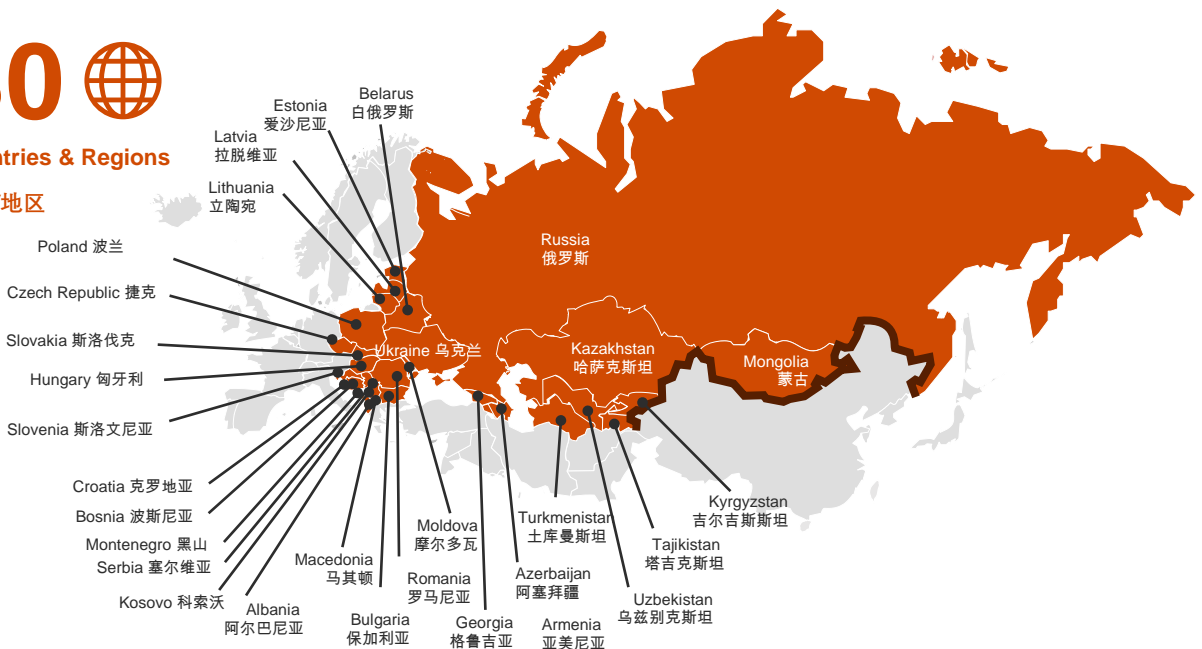 0
ntries & Regions
地区
Belarus
白俄罗斯
Estonia
爱沙尼亚
Latvia
拉脱维亚
Lithuania
立陶宛
Poland 波兰
Czech Republic 捷克
Slovakia 斯洛伐克
Hungary 匈牙利
Slovenia 斯洛文尼亚
Croatia 克罗地亚
Bosnia 波斯尼亚
Montenegro 黑山
Serbia 塞尔维亚
Kosovo 科索沃
Albania
阿尔巴尼亚
Macedonia
马其顿
Bulgaria
保加利亚
Romania
罗马尼亚
Moldova
摩尔多瓦
Georgia
格鲁吉亚
Azerbaijan
阿塞拜疆
Armenia
亚美尼亚
Turkmenistan
土库曼斯坦
Uzbekistan
乌兹别克斯坦
Tajikistan
塔吉克斯坦
Kyrgyzstan
吉尔吉斯斯坦
Russia
俄罗斯
Ukraine 乌克兰
Kazakhstan
哈萨克斯坦
Mongolia
蒙古